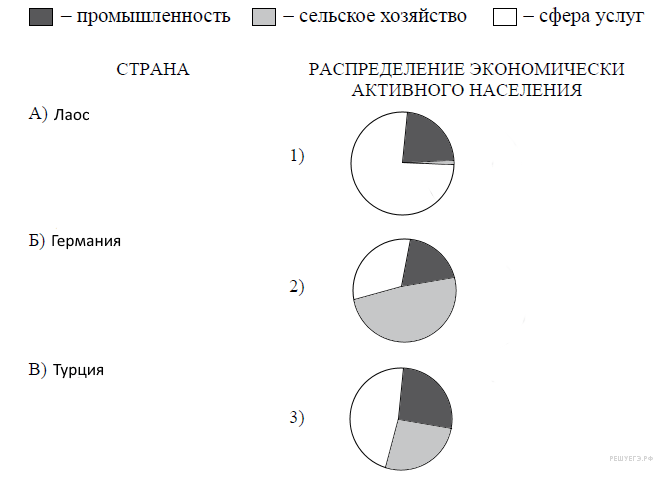 – промышленность – сельское хозяйство – сфера услуг
СТРАНА РАСПРЕДЕЛЕНИЕ ЭКОНОМИЧЕСКИ
АКТИВНОГО НАСЕЛЕНИЯ
А) Лаос
1)
Б) Германия
2)
В) Турция
3)
РЕШУЕГЭ.РФ